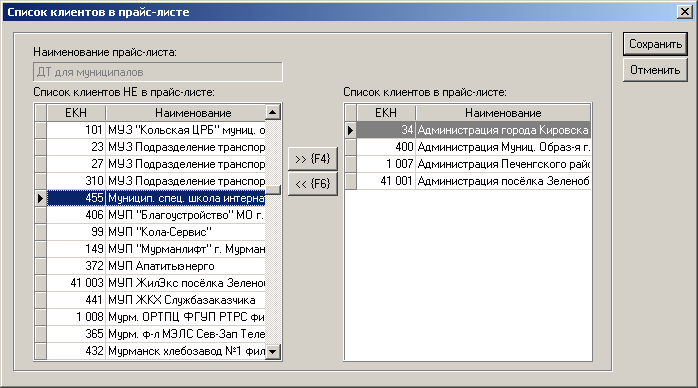 Список клиентов в прайс-листе
Наименование прайс-листа:
ДТ для муниципалов
Сохранить
Отменить
Список клиентов НЕ в прайс-листе:
ЕКН Наименование
101 МУЗ "Кольская ЦРБ" муниц. о
23 МУЗ Подразделение транспор
27 МУЗ Подразделение транспор
310 МУЗ Подразделение транспор
455 Муницип. спец. школа интерна
406 МУП "Благоустройство" МО г.
99 МУП "Кола-Сервис"
149 МУП "Мурманлифт" г. Мурман
372 МУП Апатитыэнерго
41 003 МУП ЖилЭкс посёлка Зеленоб
441 МУП ЖКХ Службазаказчика
1 008 Мурм. ОРТПЦ ФГУП РТРС фи
365 Мурм. ф-л МЭЛС Сев-Зап Теле
432 Мурманск хлебозавод №1 фил
>> {F4}
<< {F6}
Список клиентов в прайс-листе:
ЕКН Наименование
34 Администрация города Кировска
400 Администрация Муниц. Образ-я г.
1 007 Администрация Печенгского райо
41 001 Администрация посёлка Зеленоб